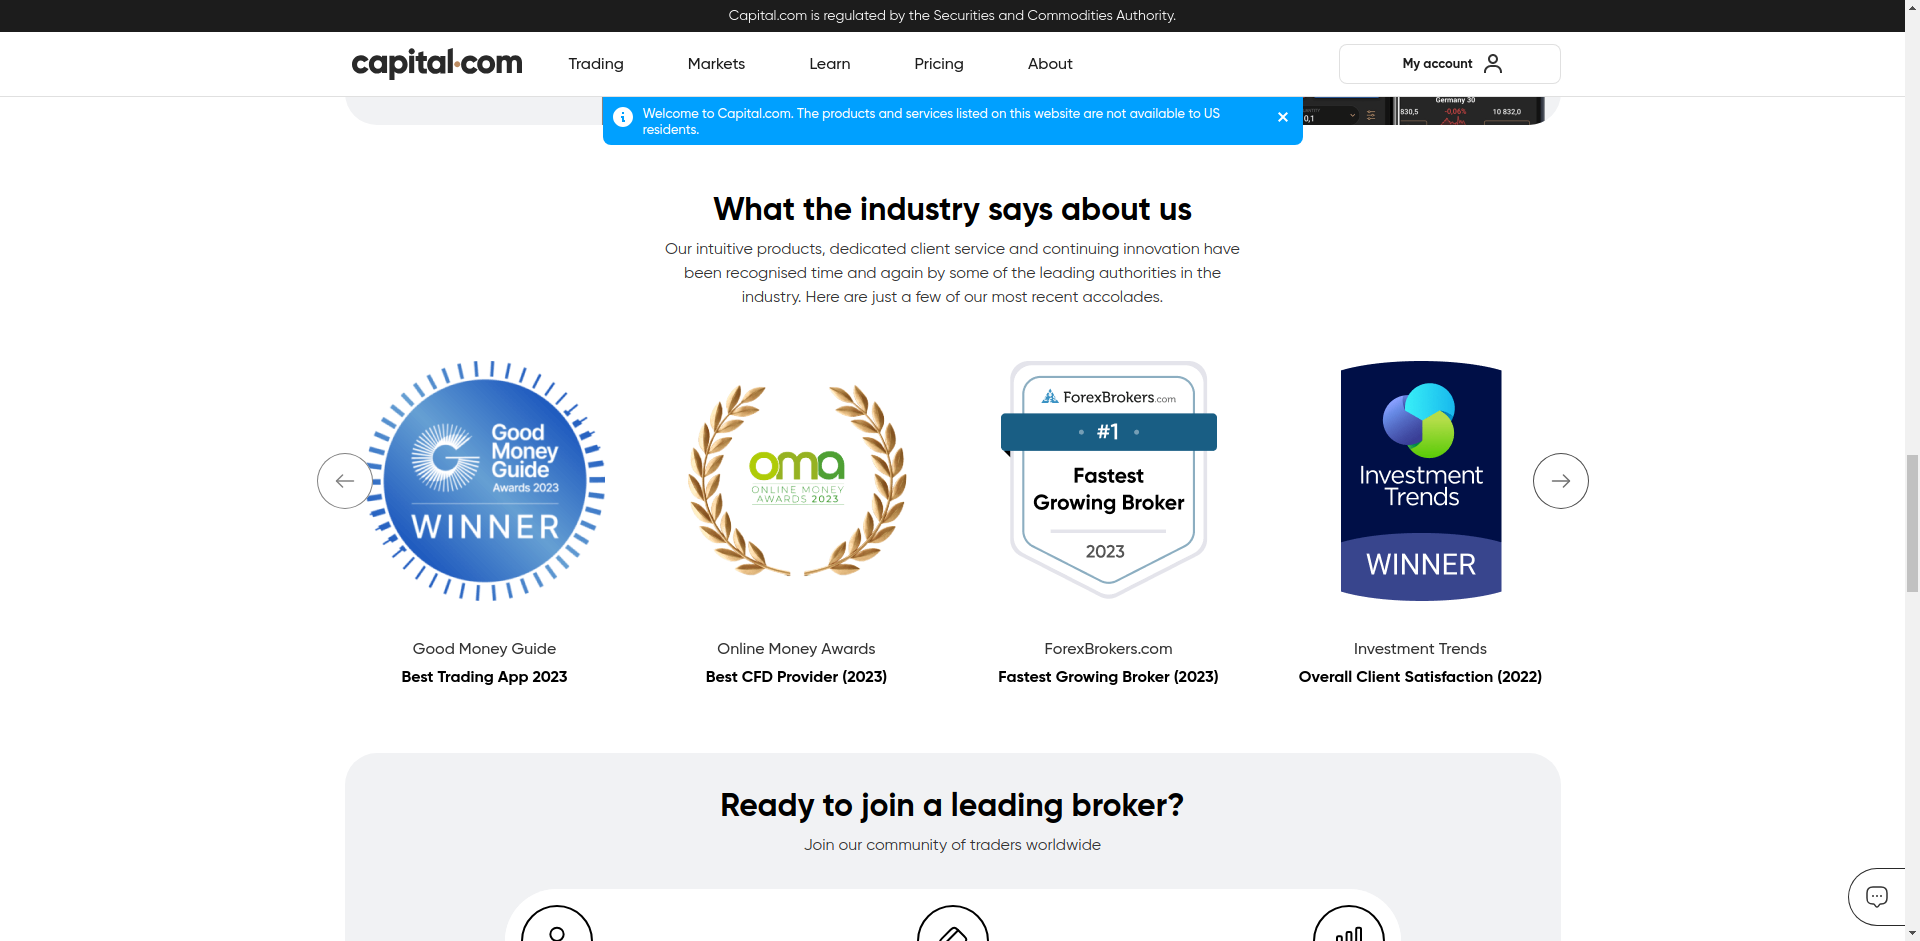 Capital.com is regulated by the Securities and Commodities Authority.
capital.com
Trading
Markets
Learn
Pricing
About
My account
Welcome to Capital.com. The products and services listed on this website are not available to US
residents.
Germany 30
830,5
-0,06%
10 832,0
0,1
What the industry says about us
Our intuitive products, dedicated client service and continuing innovation have
been recognised time and again by some of the leading authorities in the
industry. Here are just a few of our most recent accolades.
Good
Money
Guide
Awards 2023
WINNER
oma
ONLINE MONEY
AWARDS 2023
ForexBrokers.com
#1
Fastest
Growing Broker
2023
Investment
Trends
WINNER
Good Money Guide
Best Trading App 2023
Online Money Awards
Best CFD Provider (2023)
ForexBrokers.com
Fastest Growing Broker (2023)
Investment Trends
Overall Client Satisfaction (2022)
Ready to join a leading broker?
Join our community of traders worldwide